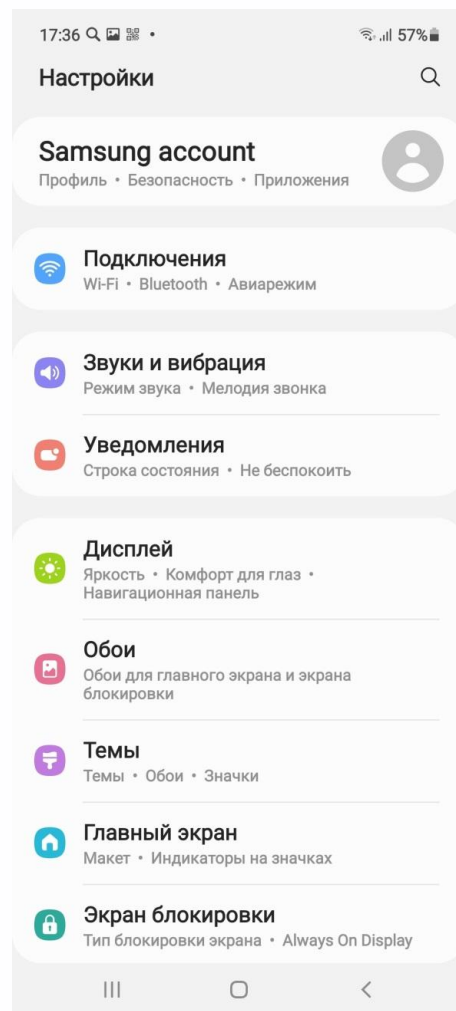 17:36 57%
Настройки
Samsung account
Профиль • Безопасность • Приложения
Подключения
Wi-Fi • Bluetooth • Авиарежим
Звуки и вибрация
Режим звука • Мелодия звонка
Уведомления
Строка состояния • Не беспокоить
Дисплей
Яркость • Комфорт для глаз •
Навигационная панель
Обои
Обои для главного экрана и экрана
блокировки
Темы
Темы • Обои • Значки
Главный экран
Макет • Индикаторы на значках
Экран блокировки
Тип блокировки экрана • Always On Display